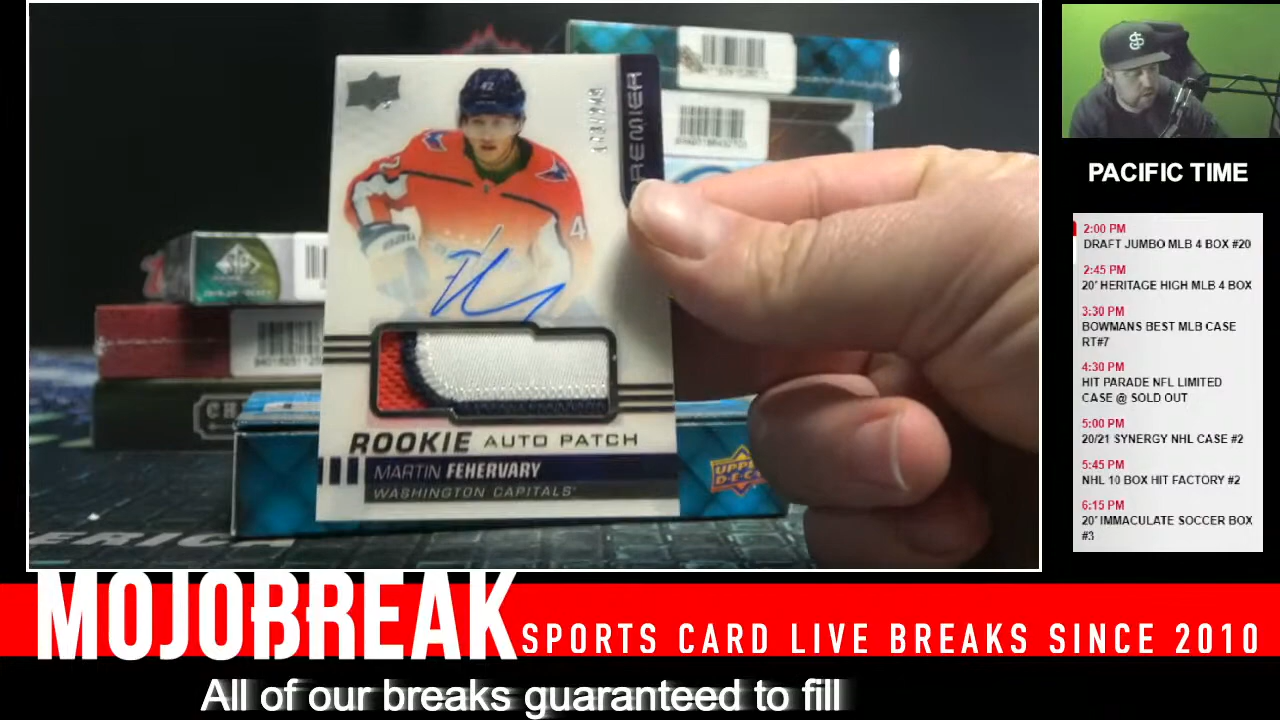 PREMIER
42
4
ROOKIE AUTO PATCH
MARTIN FEHERVARY
WASHINGTON CAPITALS
UPPER
DECK
PACIFIC TIME
2:00 PM
DRAFT JUMBO MLB 4 BOX #20
2:45 PM
20' HERITAGE HIGH MLB 4 BOX
3:30 PM
BOWMANS BEST MLB CASE
RT#7
4:30 PM
HIT PARADE NFL LIMITED
CASE @ SOLD OUT
5:00 PM
20/21 SYNERGY NHL CASE #2
5:45 PM
NHL 10 BOX HIT FACTORY #2
6:15 PM
20' IMMACULATE SOCCER BOX
#3
MOJOBREAK
SPORTS CARD LIVE BREAKS SINCE 2010
All of our breaks guaranteed to fill